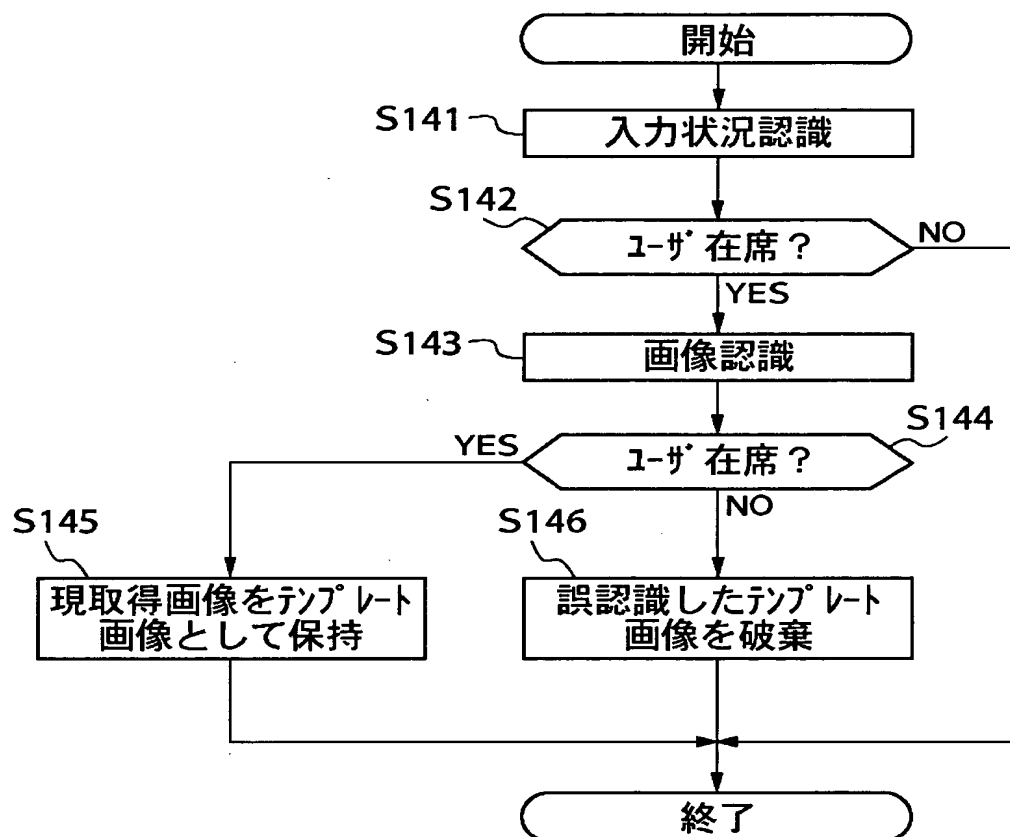 開始
S141
入力状況認識
S142
ﾕｰｻﾞ在席？
NO
YES
S143
画像認識
S144
YES
ﾕｰｻﾞ在席？
NO
S145
S146
現取得画像をﾃﾝﾌﾟﾚｰﾄ
画像として保持
誤認識したﾃﾝﾌﾟﾚｰﾄ
画像を破棄
終了